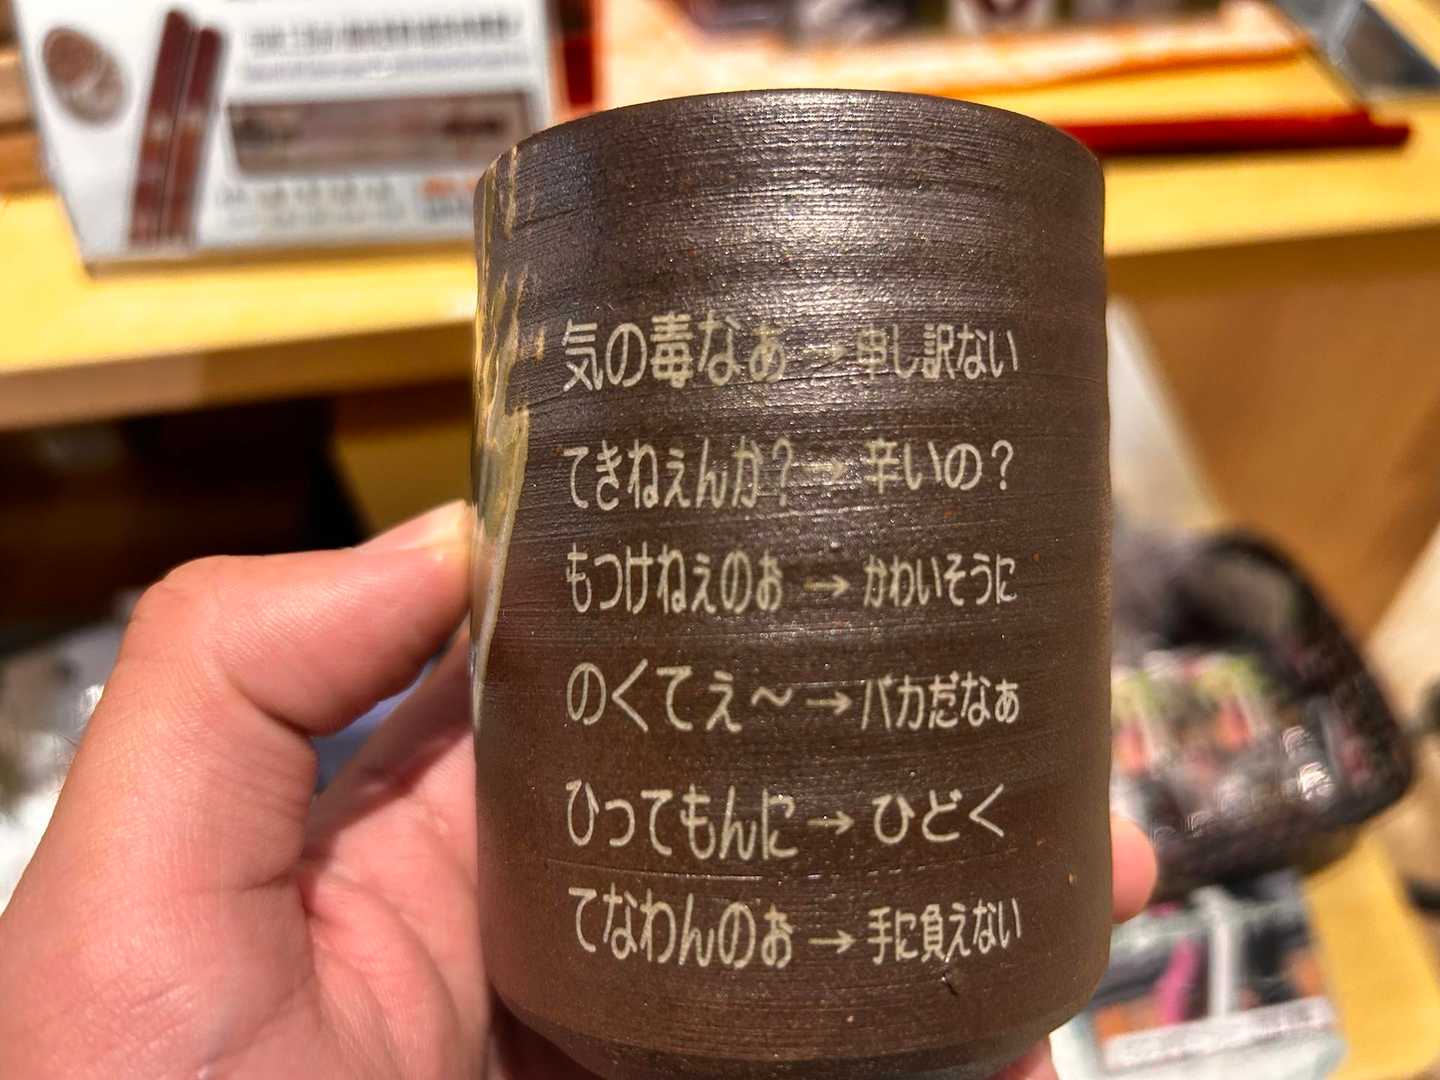 気の毒なぁ→申し訳ない
てきねぇんか?→辛いの?
もつけねぇのぉ→かわいそうに
のくてぇ〜→バカだなぁ
ひってもんに→ひどく
てなわんのぉ→手に負えない